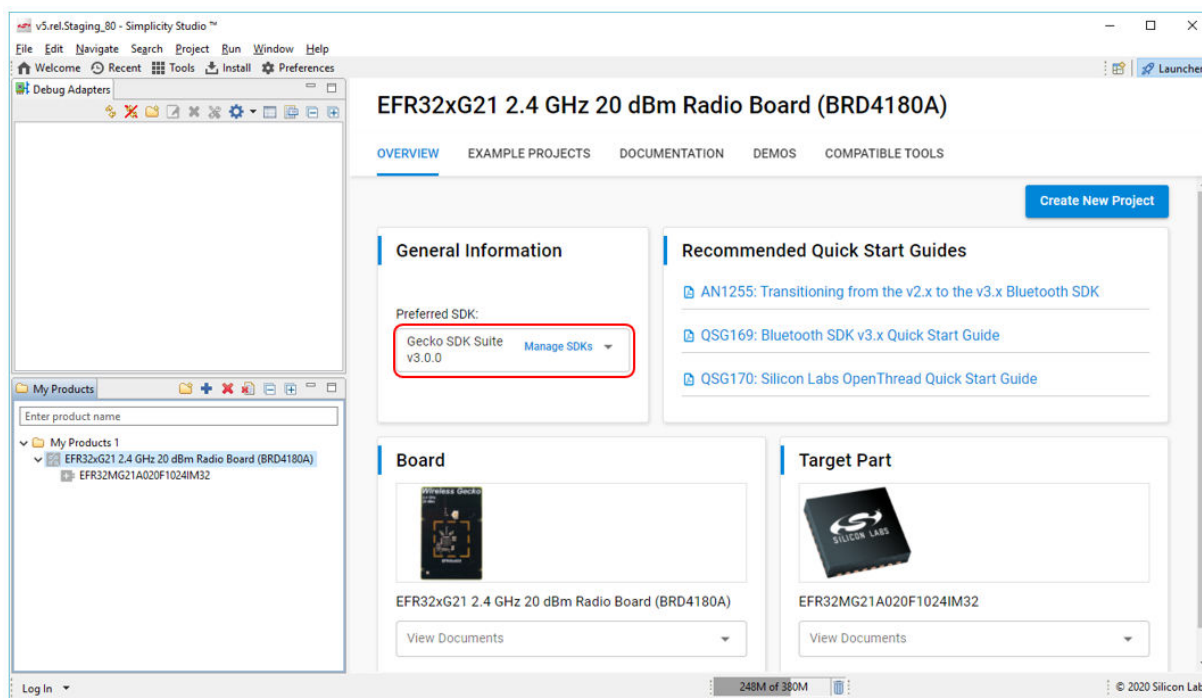 v5.rel.Staging_80 - Simplicity Studio ™
File Edit Navigate Search Project Run Window Help
Welcome Recent Tools Install Preferences
Launcher
Debug Adapters
EFR32xG21 2.4 GHz 20 dBm Radio Board (BRD4180A)
OVERVIEW EXAMPLE PROJECTS DOCUMENTATION DEMOS COMPATIBLE TOOLS
Create New Project
General Information
Preferred SDK:
Gecko SDK Suite
v3.0.0
Manage SDKs
Recommended Quick Start Guides
AN1255: Transitioning from the v2.x to the v3.x Bluetooth SDK
QSG169: Bluetooth SDK v3.x Quick Start Guide
QSG170: Silicon Labs OpenThread Quick Start Guide
My Products
Enter product name
My Products 1
EFR32xG21 2.4 GHz 20 dBm Radio Board (BRD4180A)
EFR32MG21A020F1024IM32
Board
Wireless Gecko
EFR32xG21 2.4 GHz 20 dBm Radio Board (BRD4180A)
View Documents
Target Part
SILICON LABS
EFR32MG21A020F1024IM32
View Documents
Log In
248M of 380M
© 2020 Silicon Lab